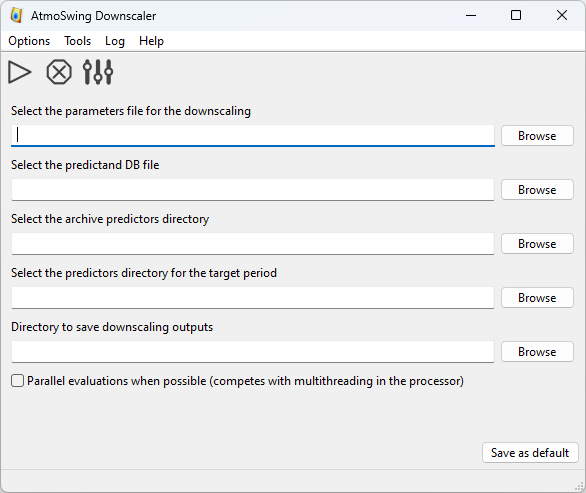 AtmoSwing Downscaler
Options Tools Log Help
Select the parameters file for the downscaling
Browse
Select the predictand DB file
Browse
Select the archive predictors directory
Browse
Select the predictors directory for the target period
Browse
Directory to save downscaling outputs
Browse
Parallel evaluations when possible (competes with multithreading in the processor)
Save as default